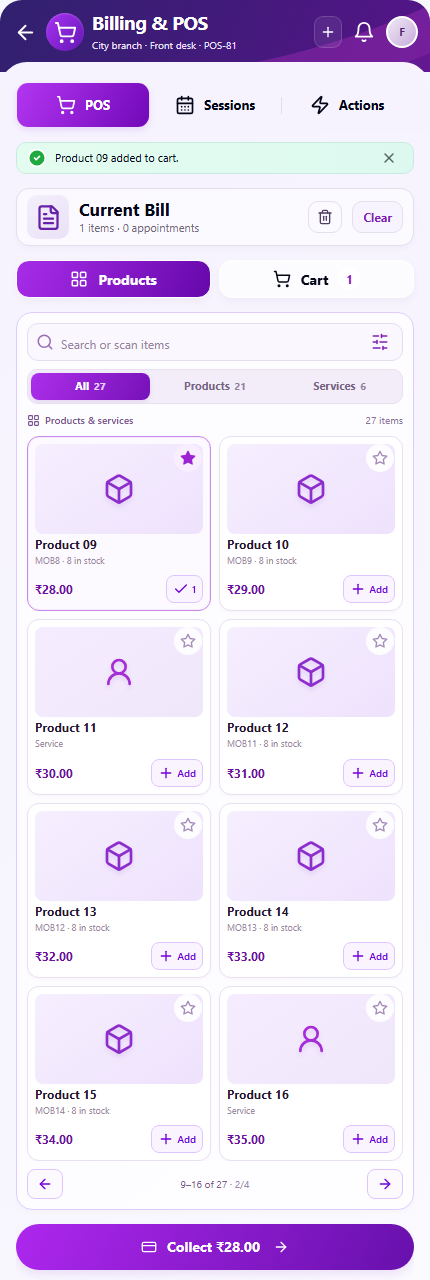 Billing & POS
City branch · Front desk · POS-81
F
POS
Sessions
Actions
Product 09 added to cart.
Current Bill
1 items · 0 appointments
Clear
Products
Cart 1
Search or scan items
All 27
Products 21
Services 6
Products & services
27 items
Product 09
MOB8 · 8 in stock
₹28.00
1
Product 10
MOB9 · 8 in stock
₹29.00
Add
Product 11
Service
₹30.00
Add
Product 12
MOB11 · 8 in stock
₹31.00
Add
Product 13
MOB12 · 8 in stock
₹32.00
Add
Product 14
MOB13 · 8 in stock
₹33.00
Add
Product 15
MOB14 · 8 in stock
₹34.00
Add
Product 16
Service
₹35.00
Add
9–16 of 27 · 2/4
Collect ₹28.00